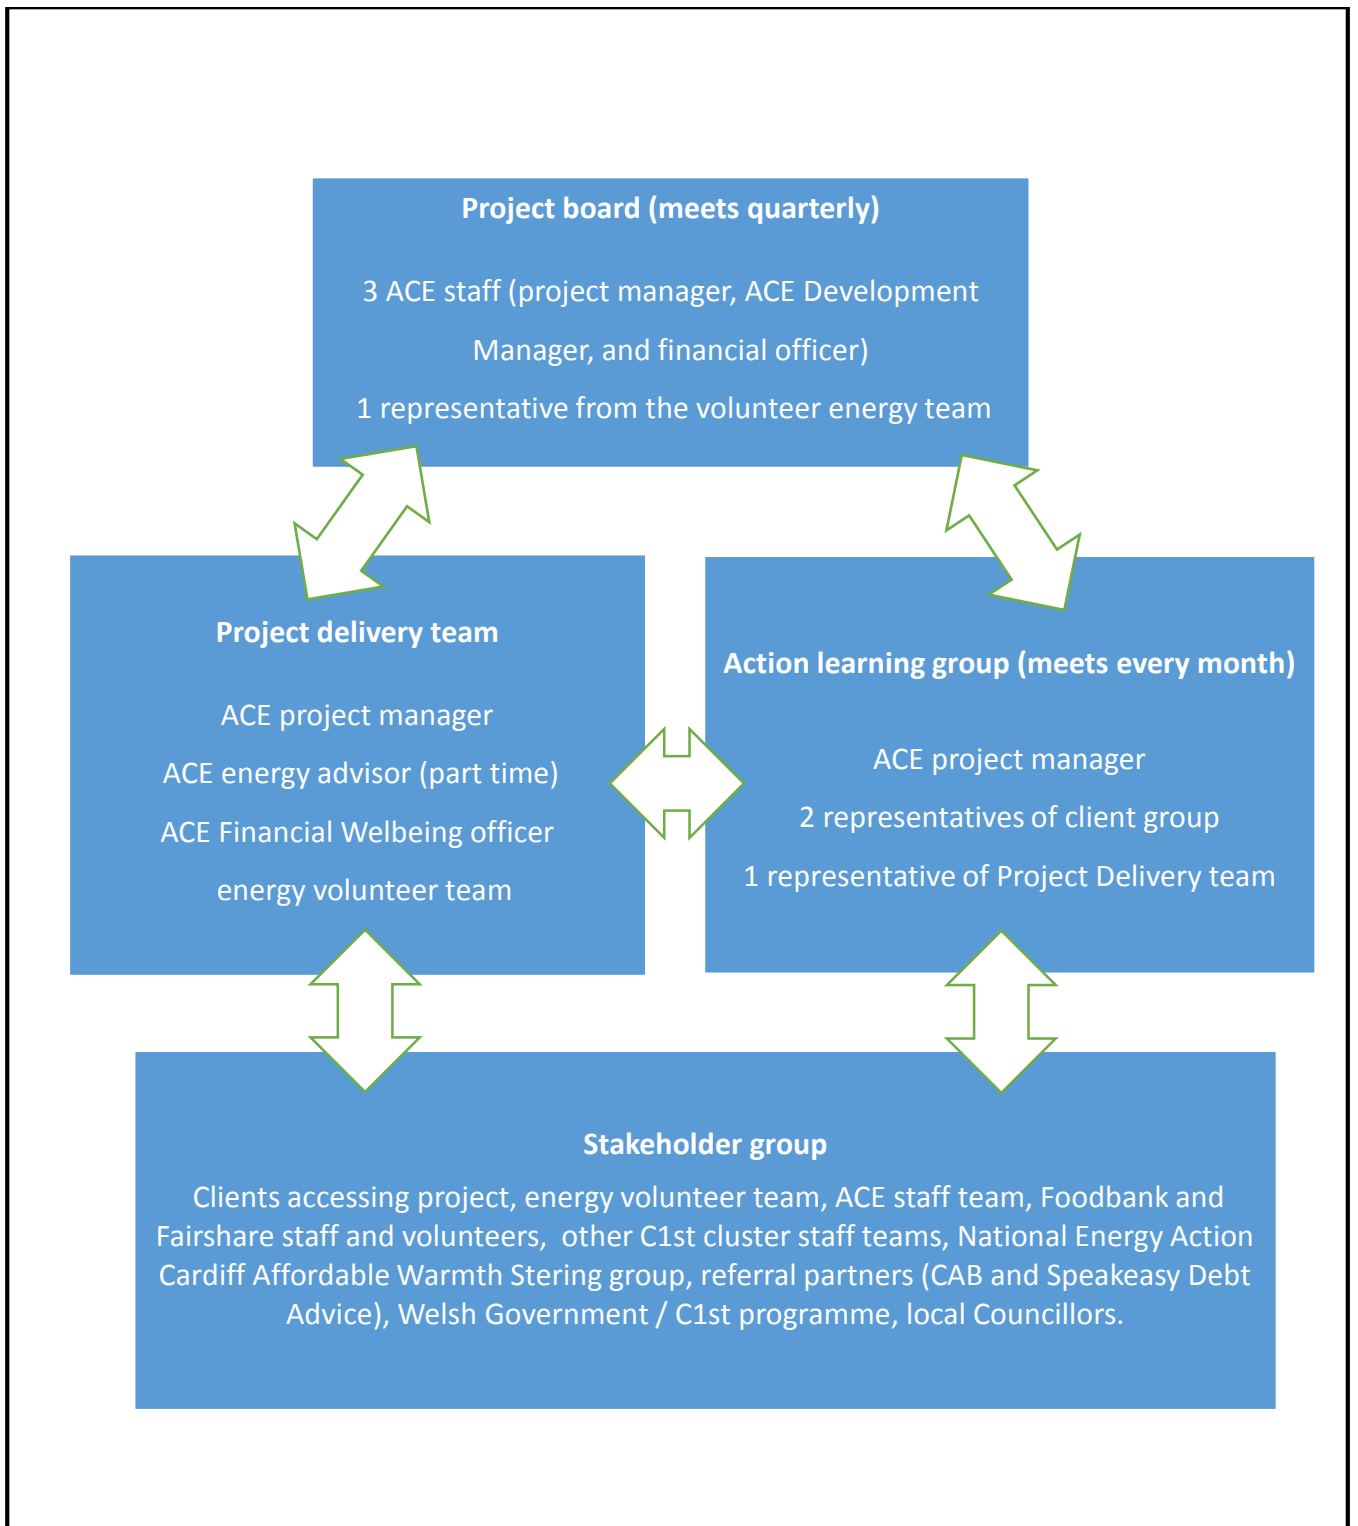 Project board (meets quarterly)
3 ACE staff (project manager, ACE Development
Manager, and financial officer)
1 representative from the volunteer energy team
Project delivery team
ACE project manager
ACE energy advisor (part time)
ACE Financial Welbeing officer
energy volunteer team
Action learning group (meets every month)
ACE project manager
2 representatives of client group
1 representative of Project Delivery team
Stakeholder group
Clients accessing project, energy volunteer team, ACE staff team, Foodbank and
Fairshare staff and volunteers,  other C1st cluster staff teams, National Energy Action
Cardiff Affordable Warmth Stering group, referral partners (CAB and Speakeasy Debt
Advice), Welsh Government / C1st programme, local Councillors.